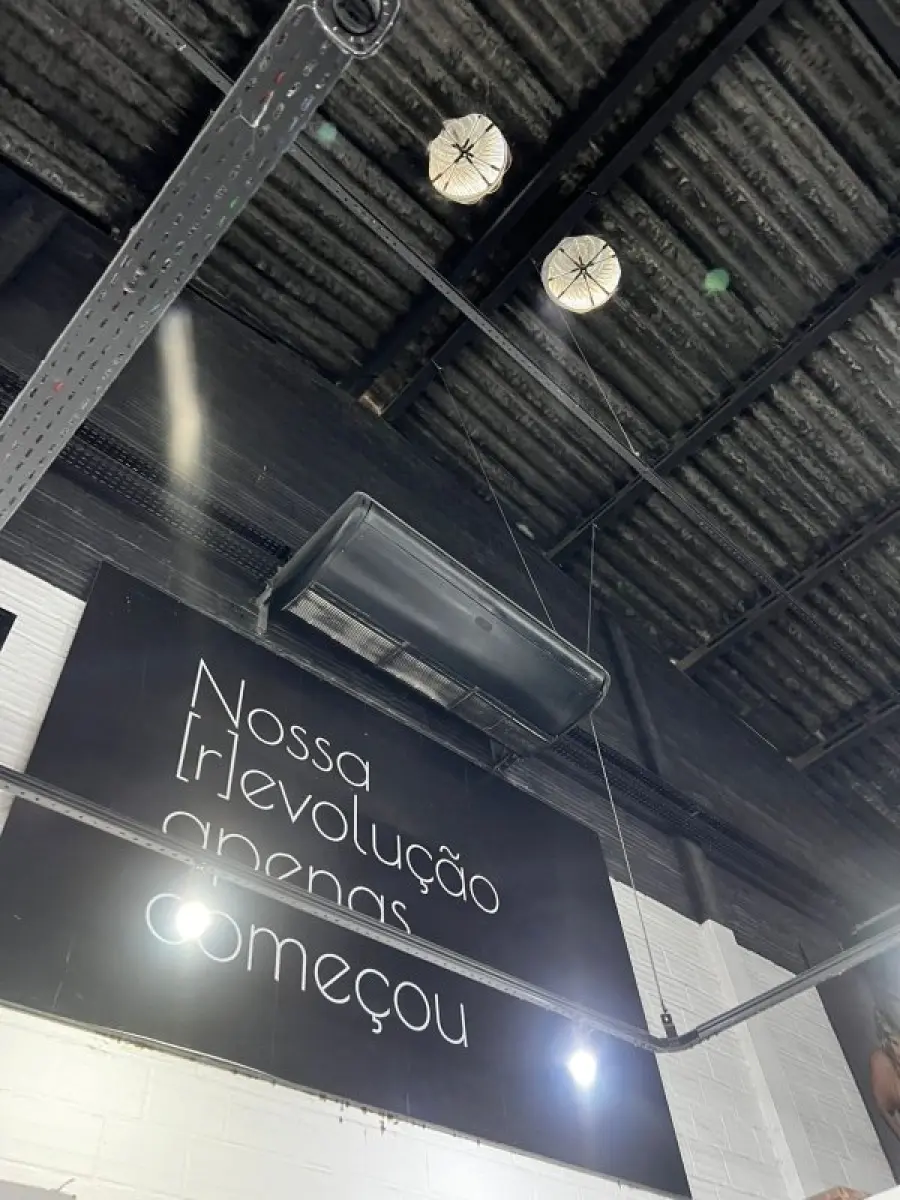 Nossa
[r]evolução
apenas
começou